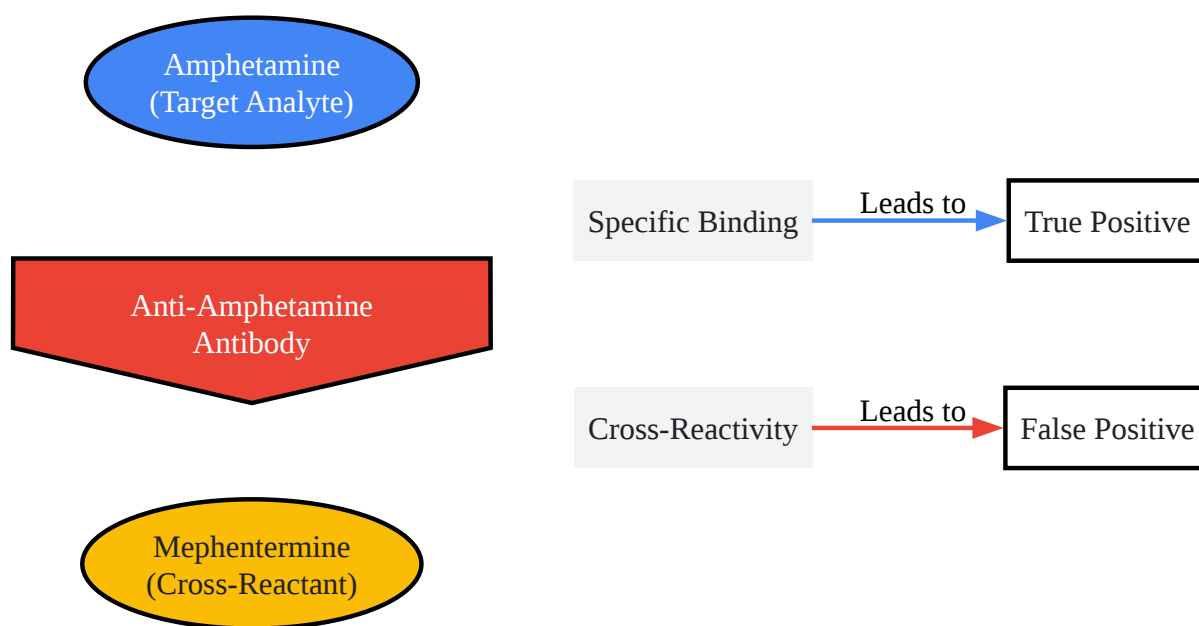 Amphetamine
(Target Analyte)
Anti-Amphetamine
Antibody
Mephentermine
(Cross-Reactant)
Specific Binding
Leads to
True Positive
Cross-Reactivity
Leads to
False Positive